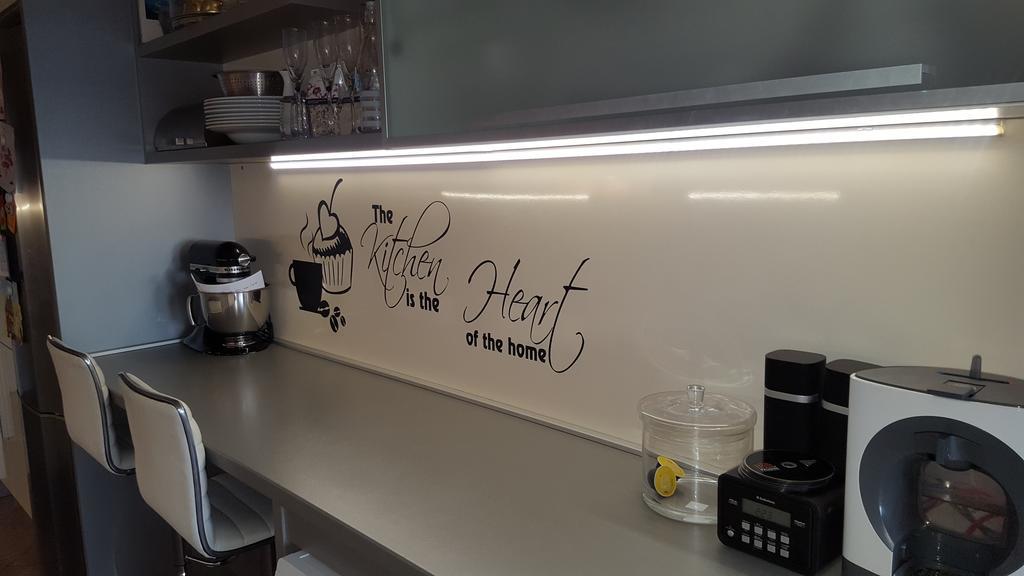 The
Kitchen
is the
Heart
of the home